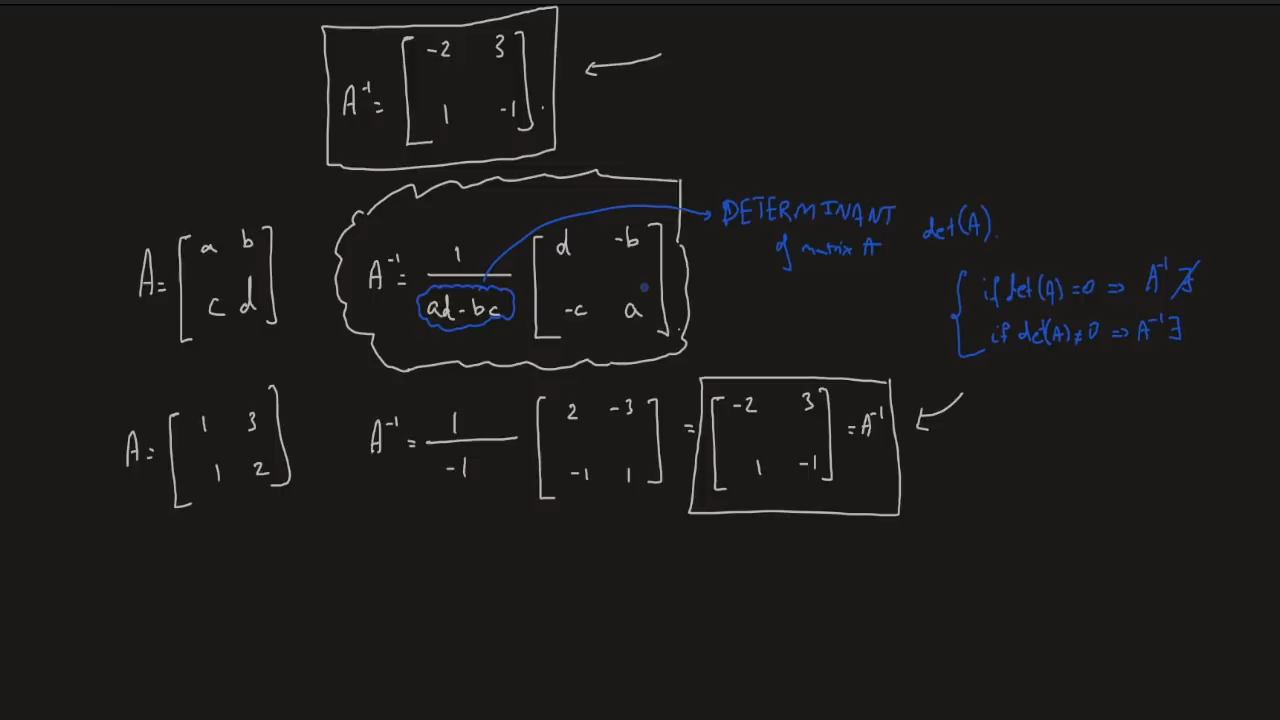 A⁻¹ = [ -2 3
1 -1 ] .
A = [ a b
c d ]
A⁻¹ = 1 / (ad - bc) [ d -b
-c a ] .
DETERMINANT det(A).
of matrix A
{ if det(A) = 0 ⇒ A⁻¹ ∄
if det(A) ≠ 0 ⇒ A⁻¹ ∃
A = [ 1 3
1 2 ]
A⁻¹ = 1 / -1 [ 2 -3
-1 1 ]
= [ -2 3
1 -1 ] = A⁻¹